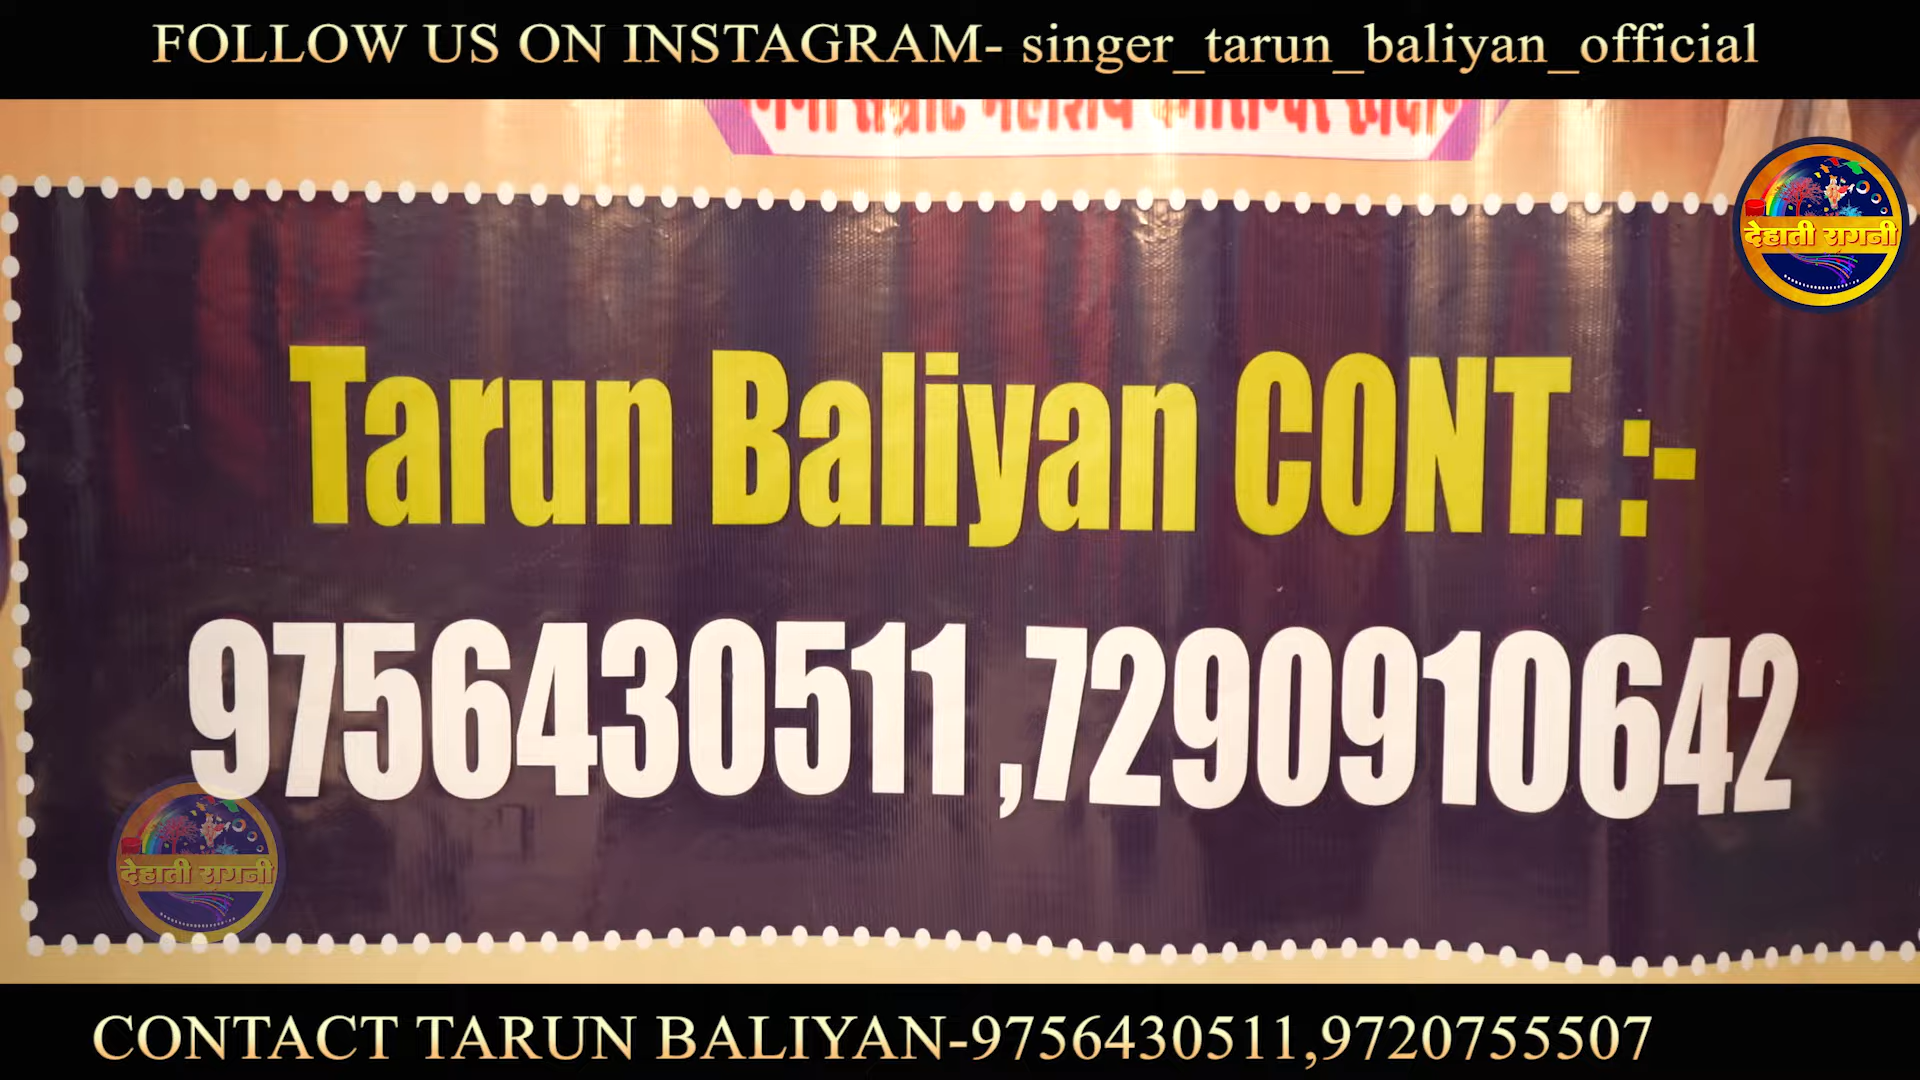 FOLLOW US ON INSTAGRAM- singer_tarun_baliyan_official
देहाती रागनी
Tarun Baliyan CONT. :-
9756430511 ,7290910642
देहाती रागनी
CONTACT TARUN BALIYAN-9756430511,9720755507